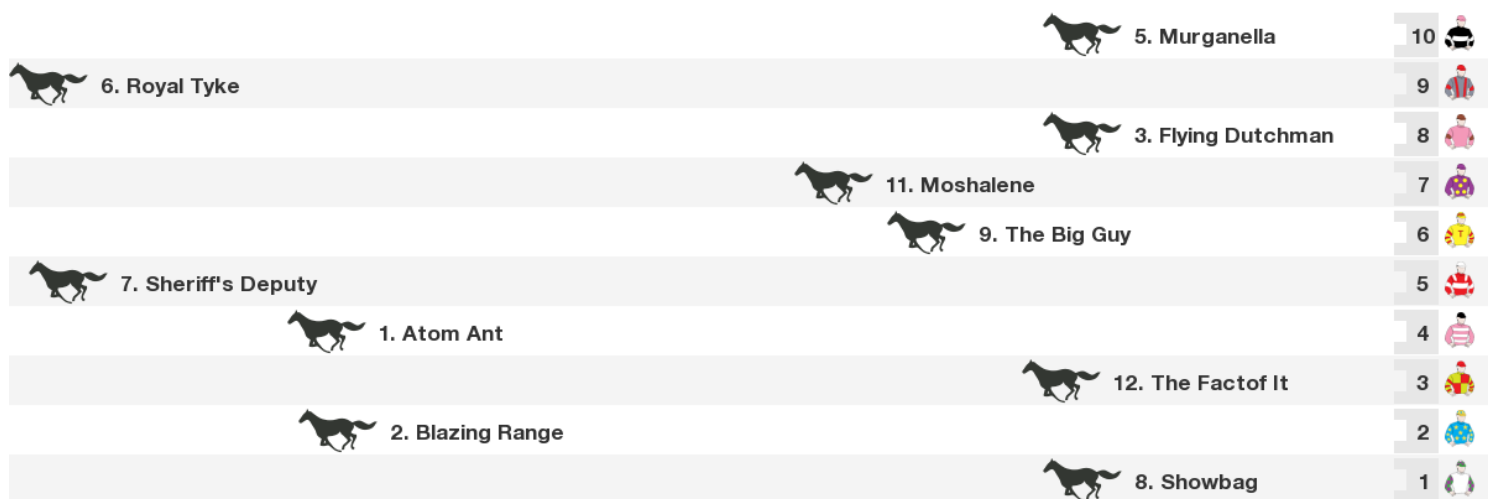 5. Murganella 10
6. Royal Tyke 9
3. Flying Dutchman 8
11. Moshalene 7
9. The Big Guy 6
T
7. Sheriff's Deputy 5
1. Atom Ant 4
12. The Factof It 3
2. Blazing Range 2
8. Showbag 1